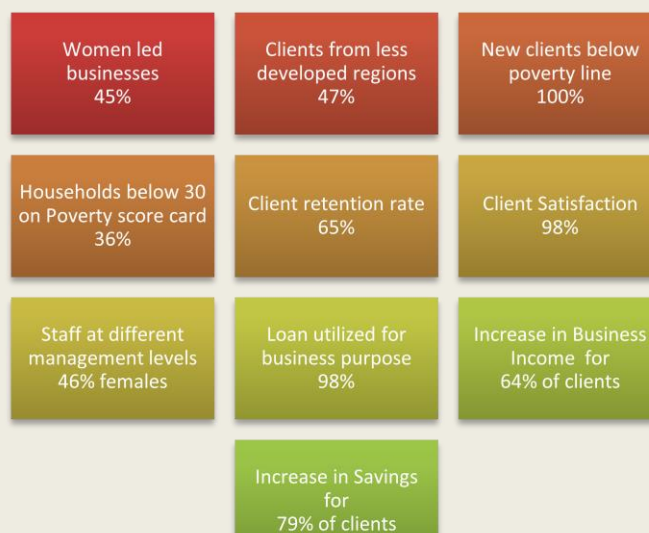 Women led
businesses
45%
Clients from less
developed regions
47%
New clients below
poverty line
100%
Households below 30
on Poverty score card
36%
Client retention rate
65%
Client Satisfaction
98%
Staff at different
management levels
46% females
Loan utilized for
business purpose
98%
Increase in Business
Income for
64% of clients
Increase in Savings
for
79% of clients